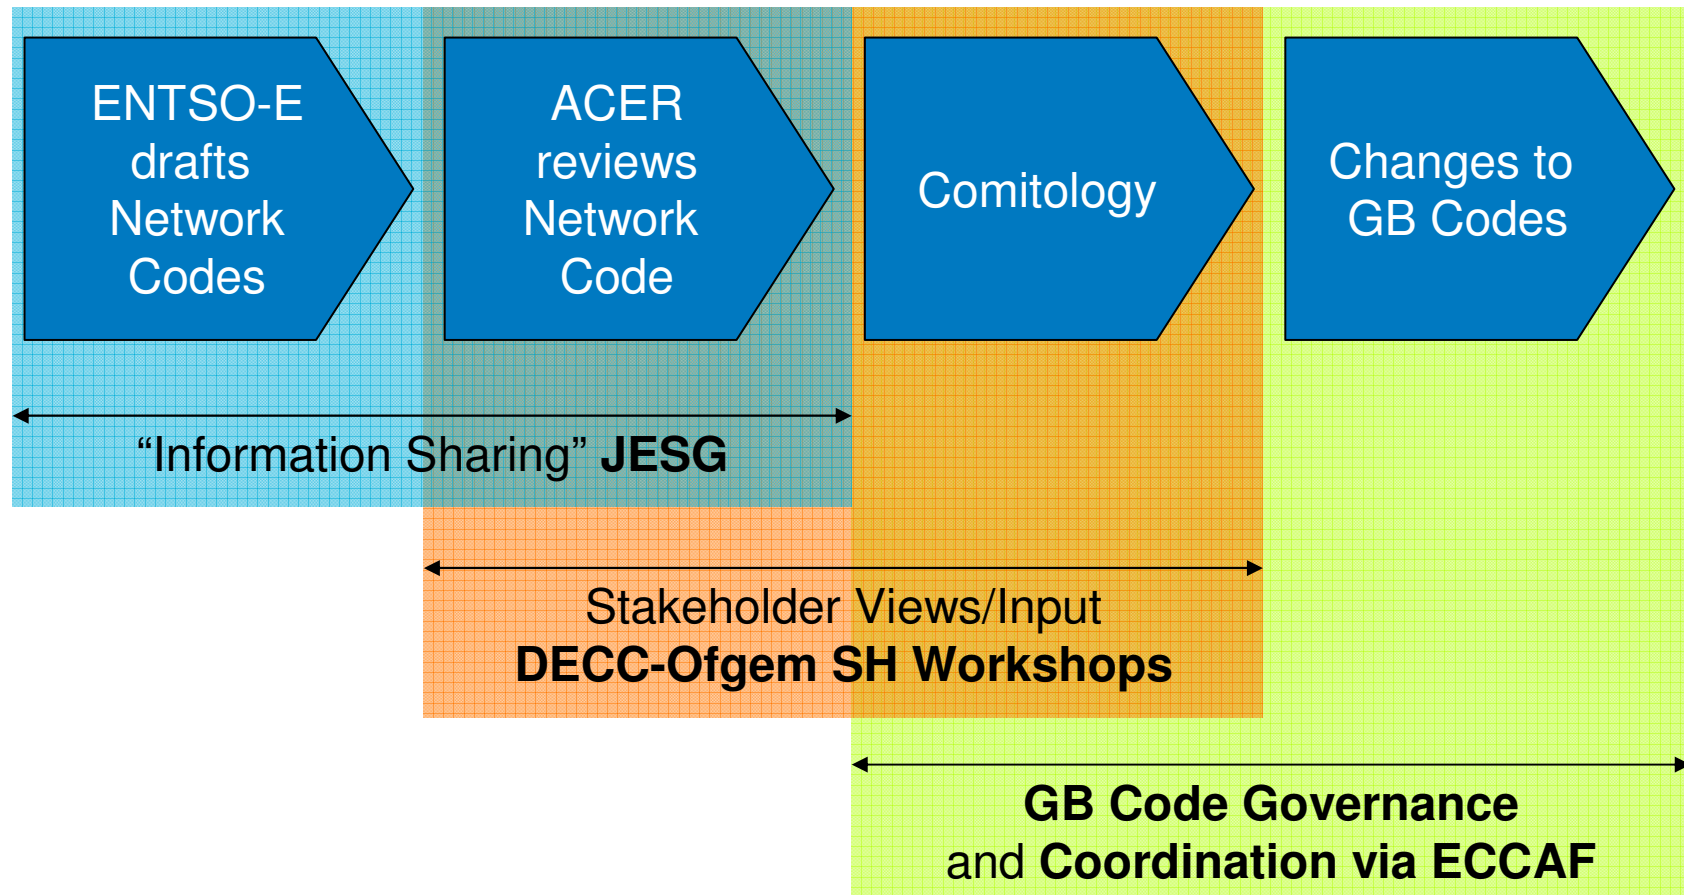 ENTSO-E
drafts
Network
Codes
ACER
reviews
Network
Code
Comitology
Changes to
GB Codes
“Information Sharing” JESG
Stakeholder Views/Input
DECC-Ofgem SH Workshops
GB Code Governance
and Coordination via ECCAF